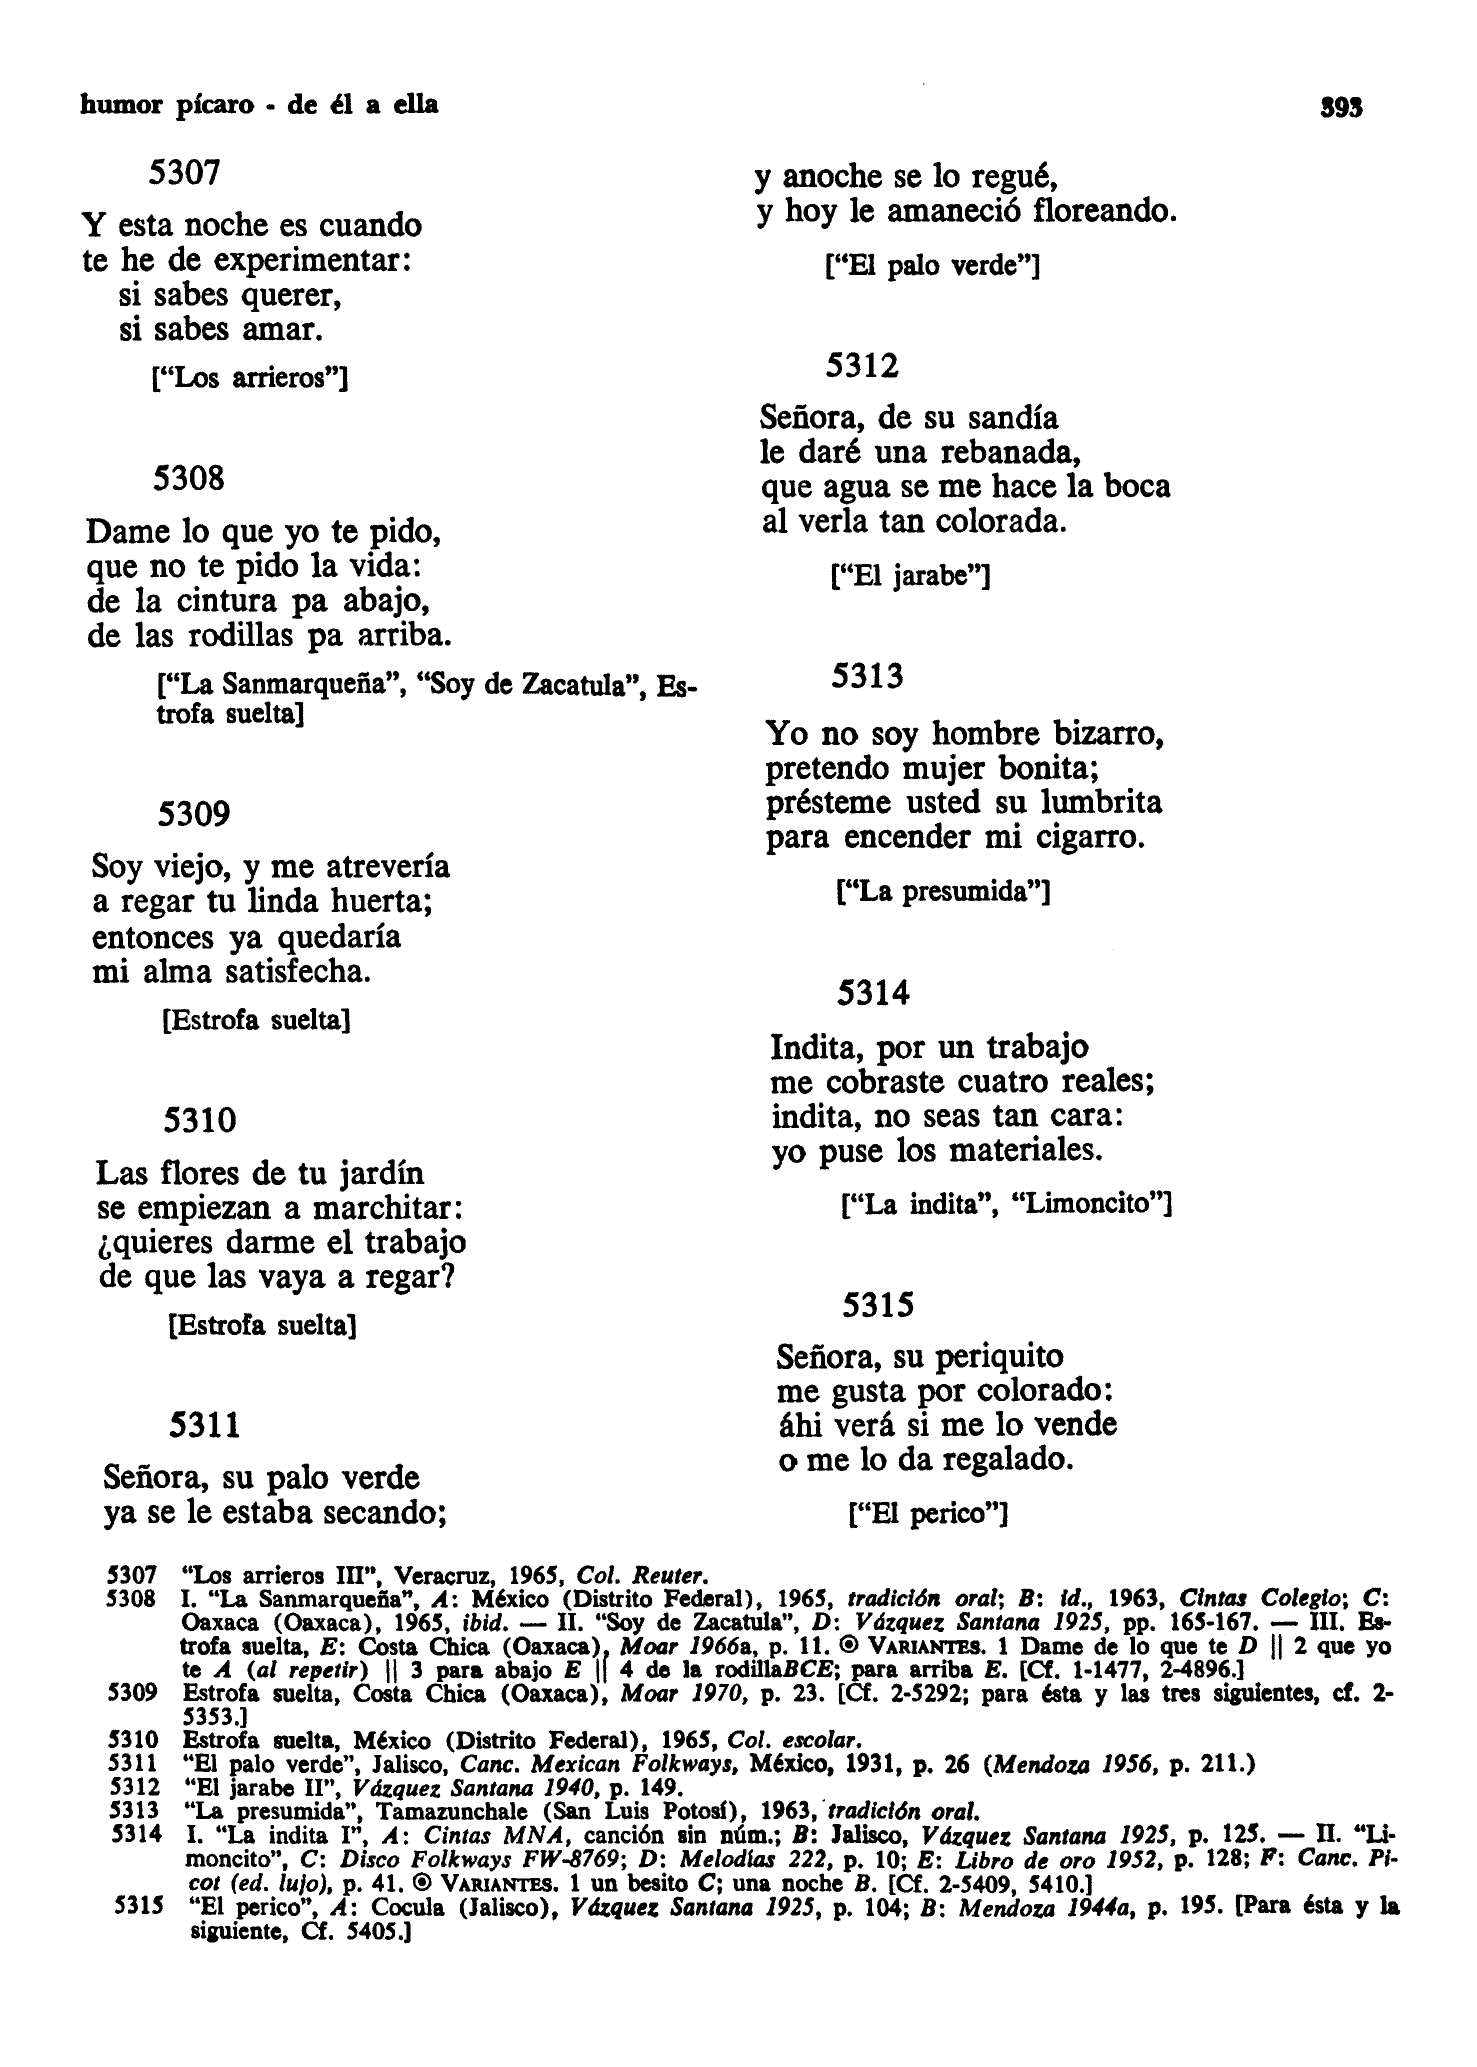 humor pícaro - de él a ella
393
5307
Y esta noche es cuando
te he de experimentar:
si sabes querer,
si sabes amar.
["Los arrieros"]
5308
Dame lo que yo te pido,
que no te pido la vida:
de la cintura pa abajo,
de las rodillas pa arriba.
["La Sanmarqueña", "Soy de Zacatula", Es-
trofa suelta]
5309
Soy viejo, y me atrevería
a regar tu linda huerta;
entonces ya quedaría
mi alma satisfecha.
[Estrofa suelta]
5310
Las flores de tu jardín
se empiezan a marchitar:
¿quieres darme el trabajo
de que las vaya a regar?
[Estrofa suelta]
5311
Señora, su palo verde
ya se le estaba secando;
y anoche se lo regué,
y hoy le amaneció floreando.
["El palo verde"]
5312
Señora, de su sandía
le daré una rebanada,
que agua se me hace la boca
al verla tan colorada.
["El jarabe"]
5313
Yo no soy hombre bizarro,
pretendo mujer bonita;
présteme usted su lumbrita
para encender mi cigarro.
["La presumida"]
5314
Indita, por un trabajo
me cobraste cuatro reales;
indita, no seas tan cara:
yo puse los materiales.
["La indita", "Limoncito"]
5315
Señora, su periquito
me gusta por colorado:
áhi verá si me lo vende
o me lo da regalado.
["El perico"]
5307 "Los arrieros III", Veracruz, 1965, Col. Reuter.
5308 I. "La Sanmarqueña", A: México (Distrito Federal), 1965, tradición oral; B: id., 1963, Cintas Colegio; C:
Oaxaca (Oaxaca), 1965, ibid. — II. "Soy de Zacatula", D: Vázquez Santana 1925, pp. 165-167. — III. Es-
trofa suelta, E: Costa Chica (Oaxaca), Moar 1966a, p. 11. ⊙ VARIANTES. 1 Dame de lo que te D || 2 que yo
te A (al repetir) || 3 para abajo E || 4 de la rodillaBCE; para arriba E. [Cf. 1-1477, 2-4896.]
5309 Estrofa suelta, Costa Chica (Oaxaca), Moar 1970, p. 23. [Cf. 2-5292; para ésta y las tres siguientes, cf. 2-
5353.]
5310 Estrofa suelta, México (Distrito Federal), 1965, Col. escolar.
5311 "El palo verde", Jalisco, Canc. Mexican Folkways, México, 1931, p. 26 (Mendoza 1956, p. 211.)
5312 "El jarabe II", Vázquez Santana 1940, p. 149.
5313 "La presumida", Tamazunchale (San Luis Potosí), 1963, tradición oral.
5314 I. "La indita I", A: Cintas MNA, canción sin núm.; B: Jalisco, Vázquez Santana 1925, p. 125. — II. "Li-
moncito", C: Disco Folkways FW-8769; D: Melodías 222, p. 10; E: Libro de oro 1952, p. 128; F: Canc. Pi-
cot (ed. lujo), p. 41. ⊙ VARIANTES. 1 un besito C; una noche B. [Cf. 2-5409, 5410.]
5315 "El perico", A: Cocula (Jalisco), Vázquez Santana 1925, p. 104; B: Mendoza 1944a, p. 195. [Para ésta y la
siguiente, Cf. 5405.]